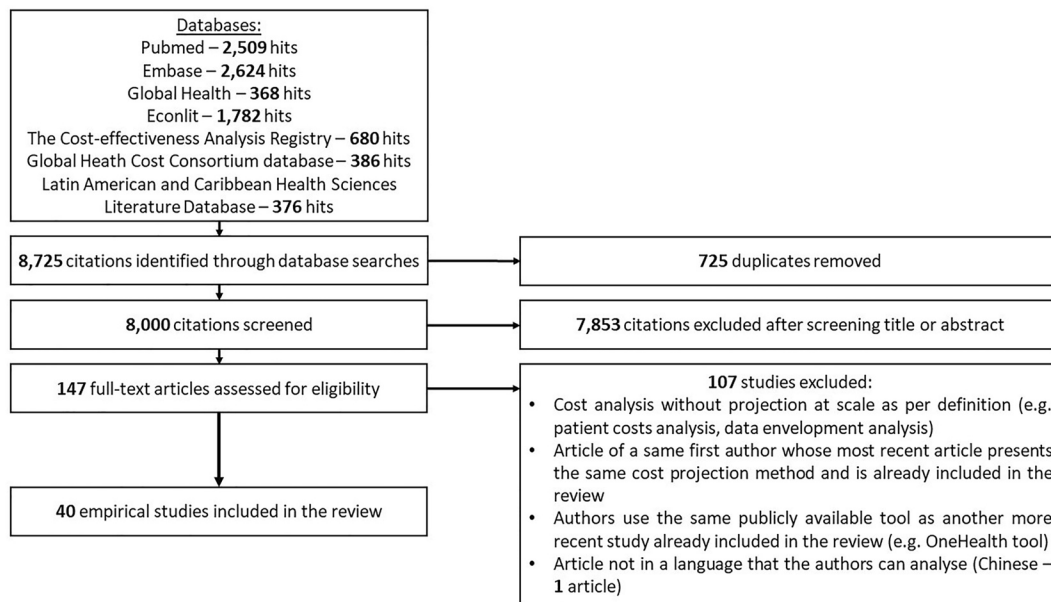 Databases:
Pubmed – 2,509 hits
Embase – 2,624 hits
Global Health – 368 hits
Econlit – 1,782 hits
The Cost-effectiveness Analysis Registry – 680 hits
Global Heath Cost Consortium database – 386 hits
Latin American and Caribbean Health Sciences
Literature Database – 376 hits
8,725 citations identified through database searches
725 duplicates removed
8,000 citations screened
7,853 citations excluded after screening title or abstract
147 full-text articles assessed for eligibility
107 studies excluded:
• Cost analysis without projection at scale as per definition (e.g.
patient costs analysis, data envelopment analysis)
• Article of a same first author whose most recent article presents
the same cost projection method and is already included in the
review
• Authors use the same publicly available tool as another more
recent study already included in the review (e.g. OneHealth tool)
• Article not in a language that the authors can analyse (Chinese –
1 article)
40 empirical studies included in the review